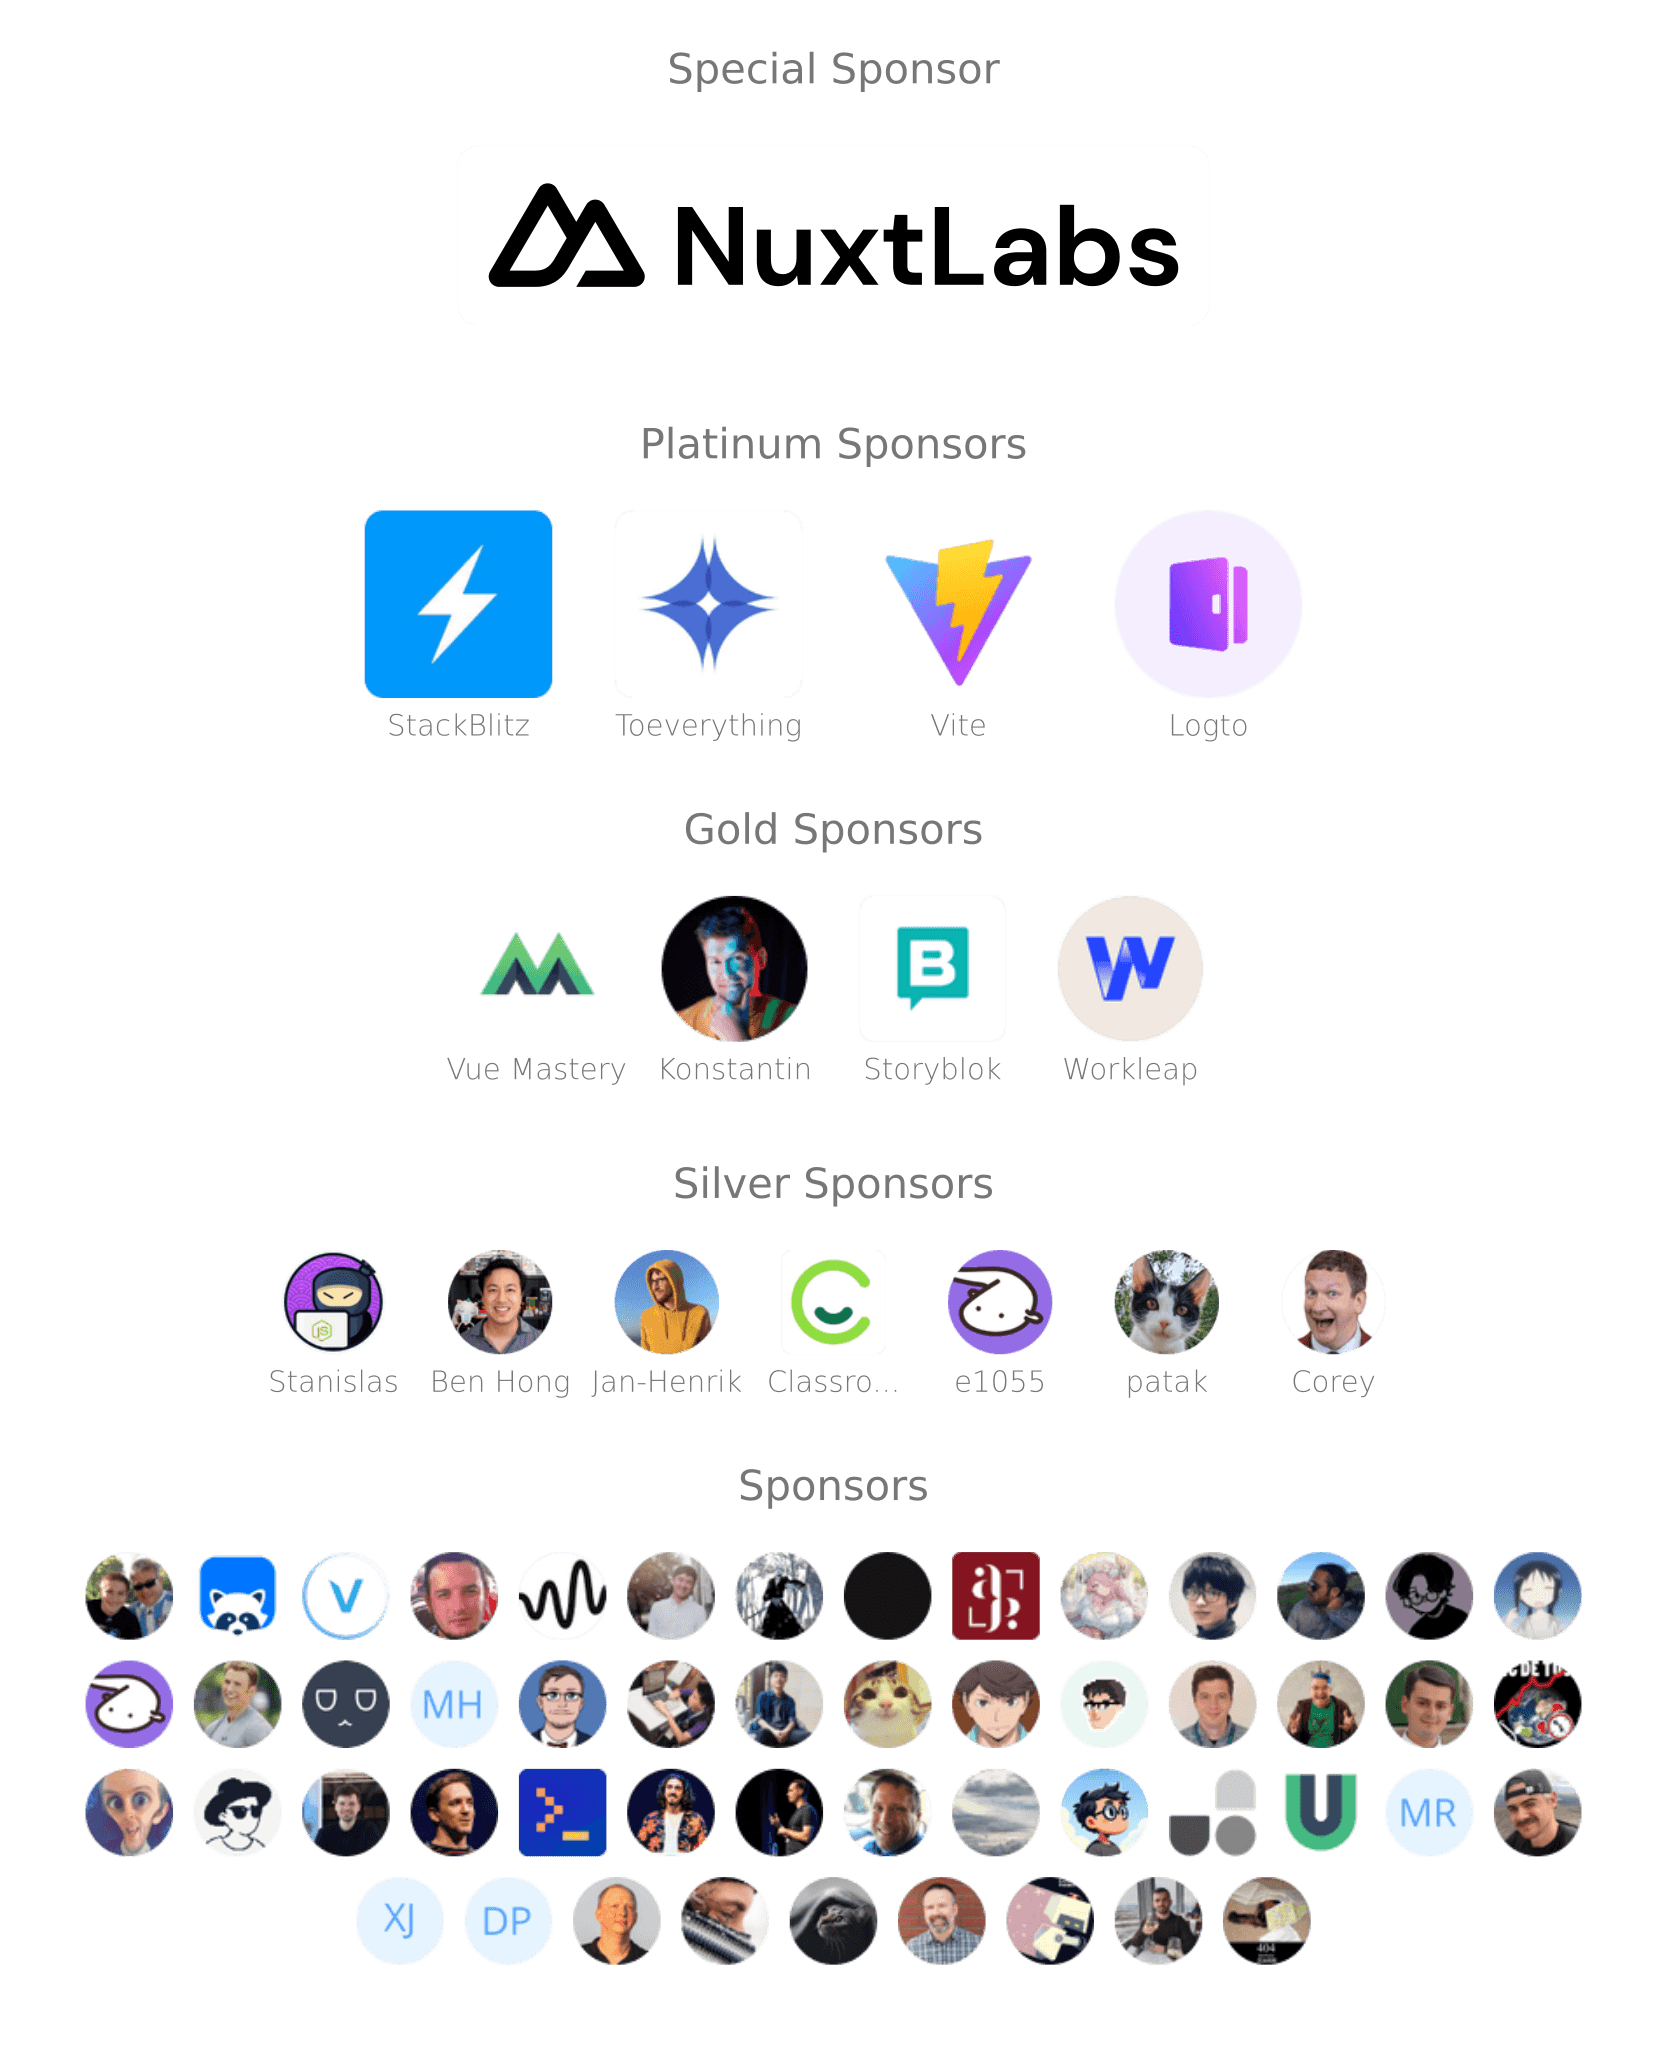 Special Sponsor
NuxtLabs
Platinum Sponsors
StackBlitz Toeverything Vite Logto
Gold Sponsors
Vue Mastery Konstantin Storyblok Workleap
Silver Sponsors
Stanislas Ben Hong Jan-Henrik Classro... e1055 patak Corey
Sponsors
MH
MR
XJ DP
404